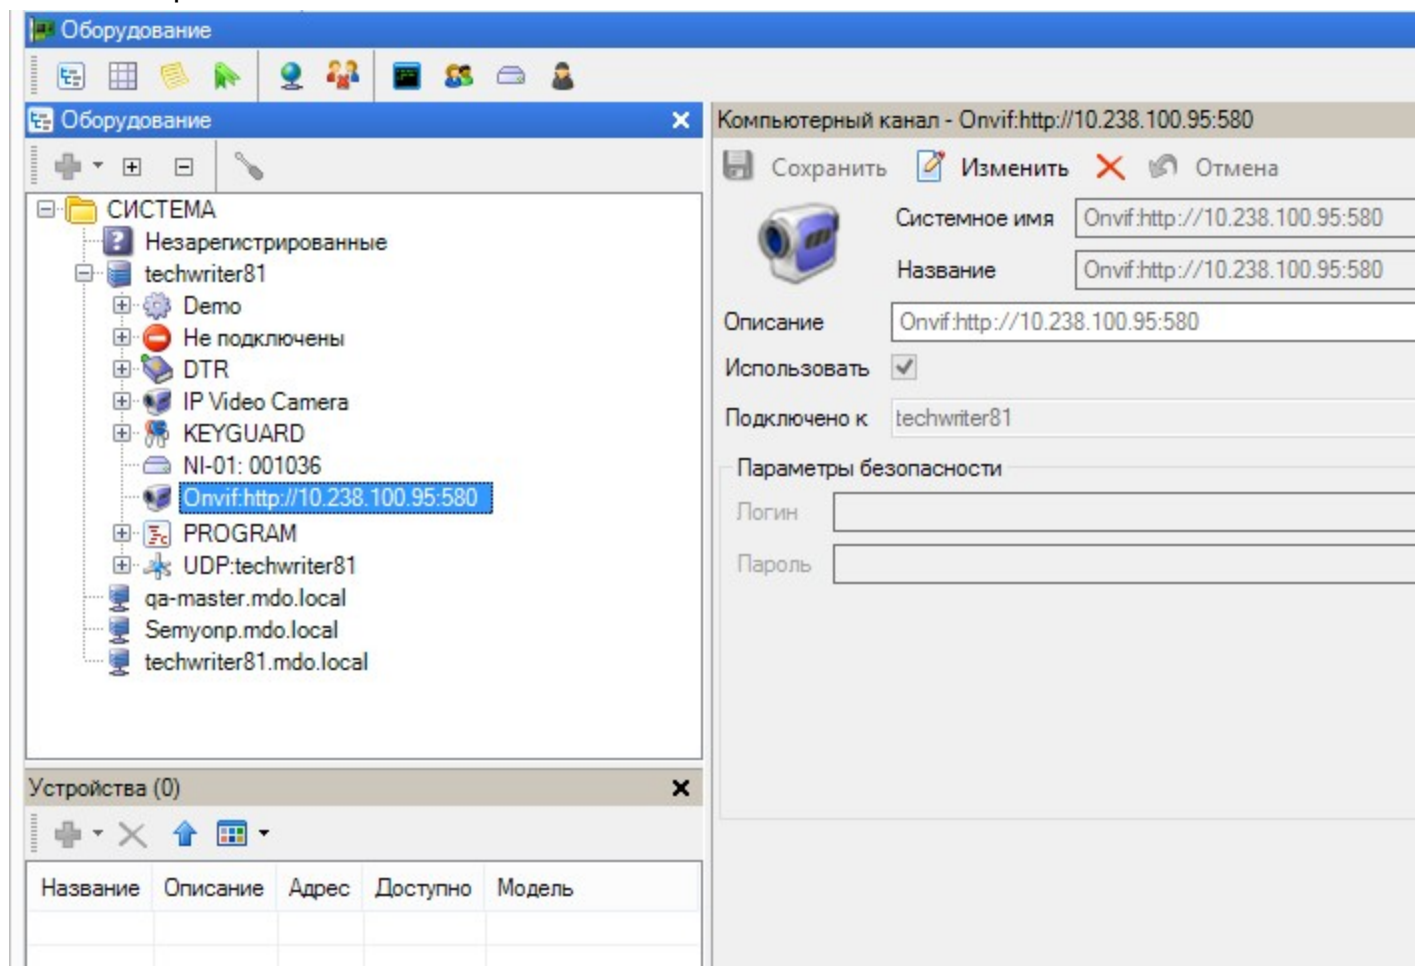 Оборудование
Оборудование
СИСТЕМА
Незарегистрированные
techwriter81
Demo
Не подключены
DTR
IP Video Camera
KEYGUARD
NI-01: 001036
Onvif:http://10.238.100.95:580
PROGRAM
UDP:techwriter81
qa-master.mdo.local
Semyonp.mdo.local
techwriter81.mdo.local
Устройства (0)
Название Описание Адрес Доступно Модель
Компьютерный канал - Onvif:http://10.238.100.95:580
Сохранить Изменить Отмена
Системное имя Onvif:http://10.238.100.95:580
Название Onvif:http://10.238.100.95:580
Описание Onvif:http://10.238.100.95:580
Использовать
Подключено к techwriter81
Параметры безопасности
Логин
Пароль